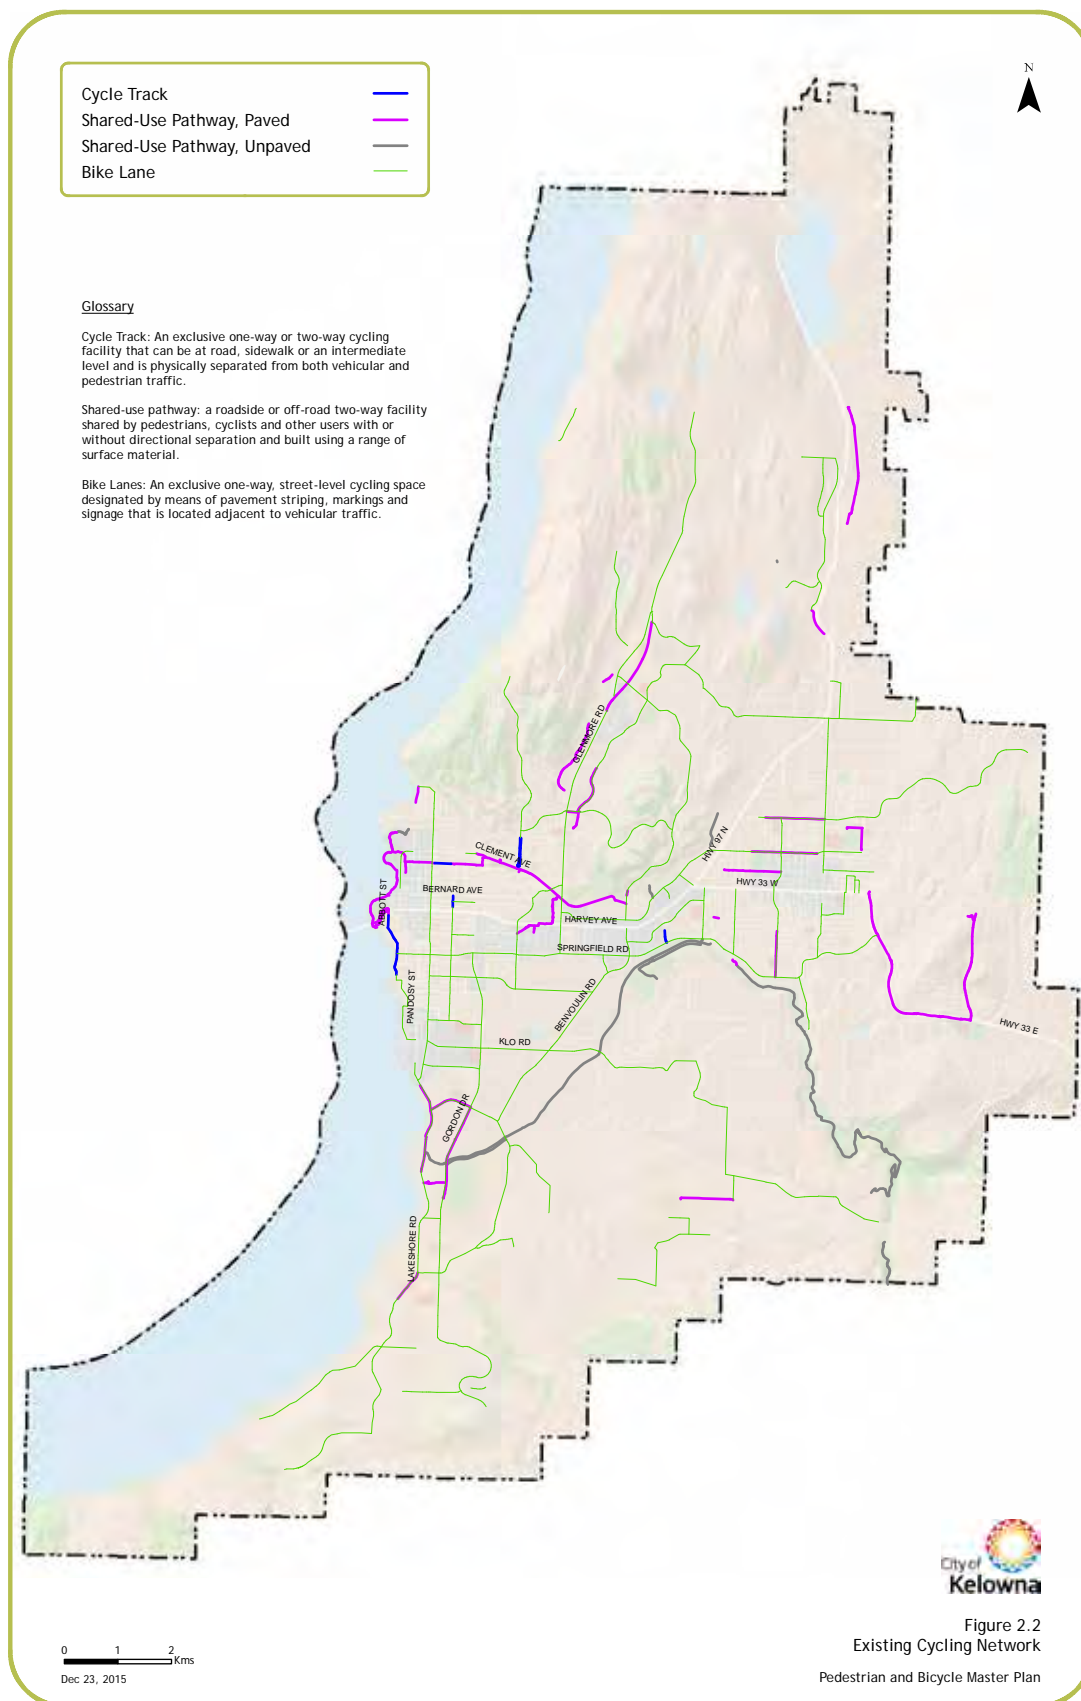 N
Cycle Track
Shared-Use Pathway, Paved
Shared-Use Pathway, Unpaved
Bike Lane
Glossary
Cycle Track: An exclusive one-way or two-way cycling
facility that can be at road, sidewalk or an intermediate
level and is physically separated from both vehicular and
pedestrian traffic.
Shared-use pathway: a roadside or off-road two-way facility
shared by pedestrians, cyclists and other users with or
without directional separation and built using a range of
surface material.
Bike Lanes: An exclusive one-way, street-level cycling space
designated by means of pavement striping, markings and
signage that is located adjacent to vehicular traffic.
GLENMORE RD
CLEMENT AVE
HWY 97 N
BERNARD AVE
HWY 33 W
ABBOTT ST
HARVEY AVE
SPRINGFIELD RD
PANDOSY ST
BENVOULIN RD
HWY 33 E
KLO RD
GORDON DR
LAKESHORE RD
City of
Kelowna
Figure 2.2
Existing Cycling Network
0 1 2
Kms
Dec 23, 2015
Pedestrian and Bicycle Master Plan